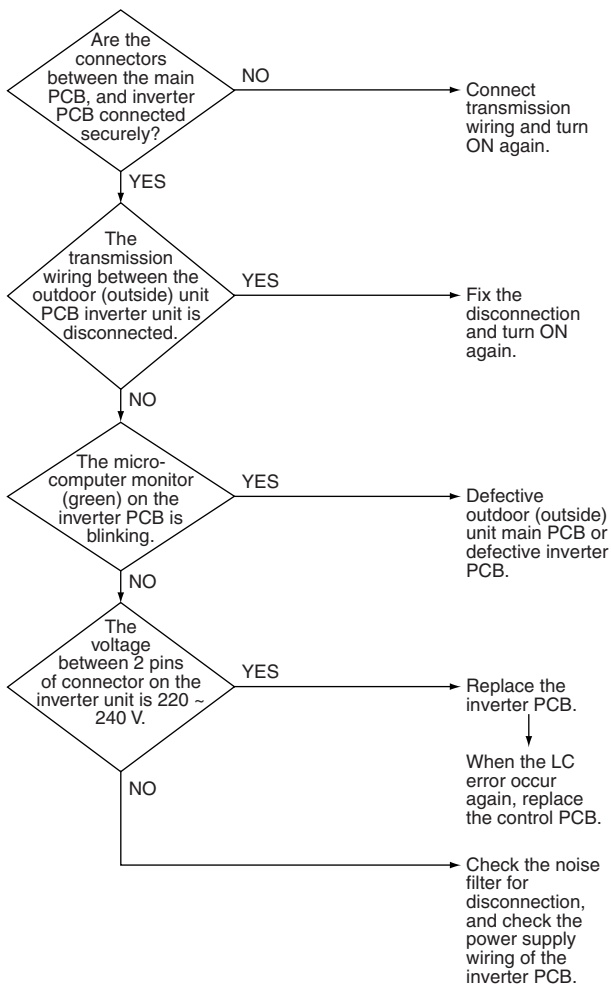 Are the
connectors
between the main
PCB, and inverter
PCB connected
securely?
NO
Connect
transmission
wiring and turn
ON again.
YES
The
transmission
wiring between the
outdoor (outside) unit
PCB inverter unit is
disconnected.
YES
Fix the
disconnection
and turn ON
again.
NO
The micro-
computer monitor
(green) on the
inverter PCB is
blinking.
YES
Defective
outdoor (outside)
unit main PCB or
defective inverter
PCB.
NO
The
voltage
between 2 pins
of connector on the
inverter unit is 220 ~
240 V.
YES
Replace the
inverter PCB.
When the LC
error occur
again, replace
the control PCB.
NO
Check the noise
filter for
disconnection,
and check the
power supply
wiring of the
inverter PCB.